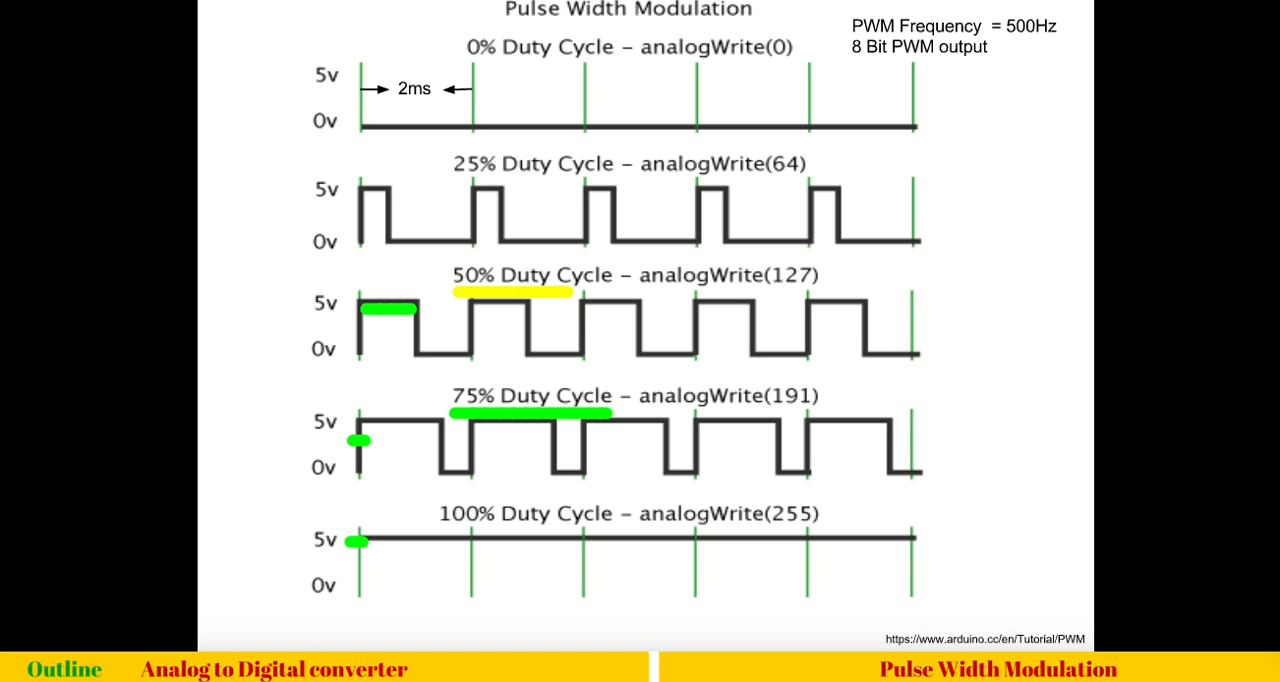 Pulse Width Modulation
PWM Frequency = 500Hz
8 Bit PWM output
0% Duty Cycle – analogWrite(0)
5v
2ms
0v
25% Duty Cycle – analogWrite(64)
5v
0v
50% Duty Cycle – analogWrite(127)
5v
0v
75% Duty Cycle – analogWrite(191)
5v
0v
100% Duty Cycle – analogWrite(255)
5v
0v
https://www.arduino.cc/en/Tutorial/PWM
Outline Analog to Digital converter
Pulse Width Modulation